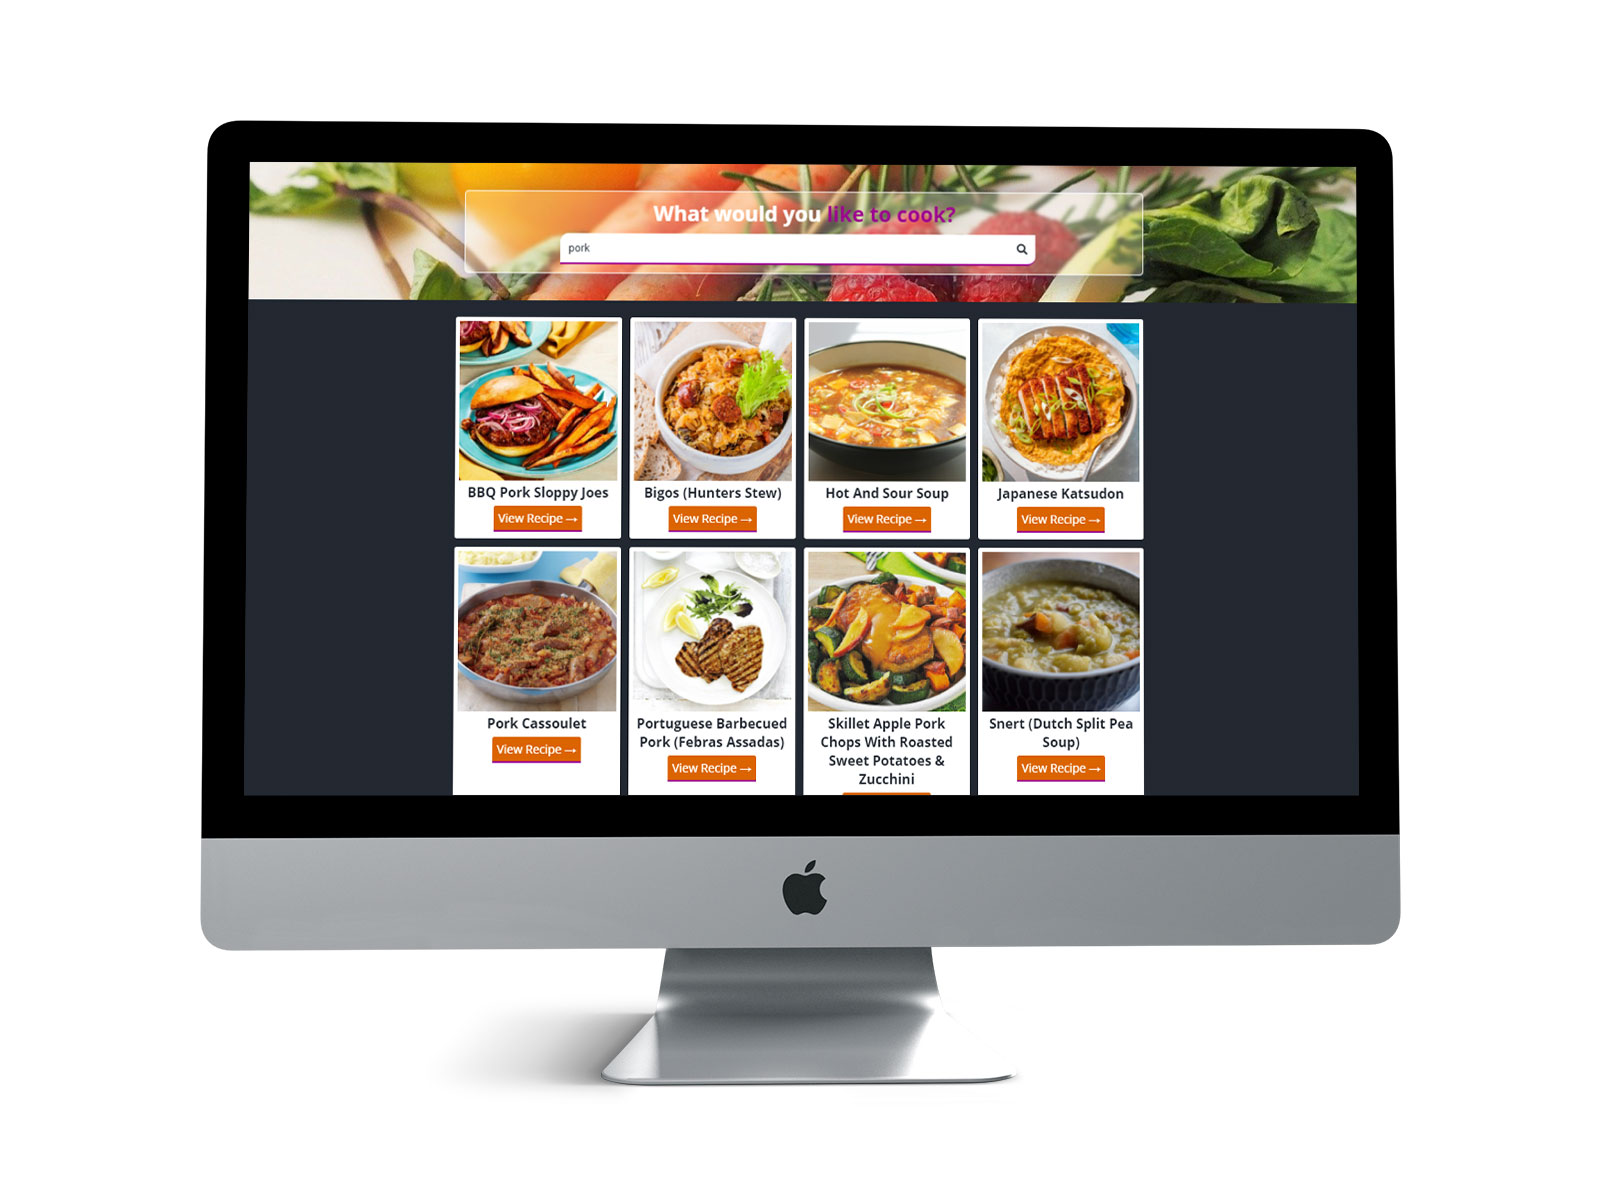 What would you like to cook?
pork
BBQ Pork Sloppy Joes
View Recipe →
Bigos (Hunters Stew)
View Recipe →
Hot And Sour Soup
View Recipe →
Japanese Katsudon
View Recipe →
Pork Cassoulet
View Recipe →
Portuguese Barbecued
Pork (Febras Assadas)
View Recipe →
Skillet Apple Pork
Chops With Roasted
Sweet Potatoes &
Zucchini
Snert (Dutch Split Pea
Soup)
View Recipe →